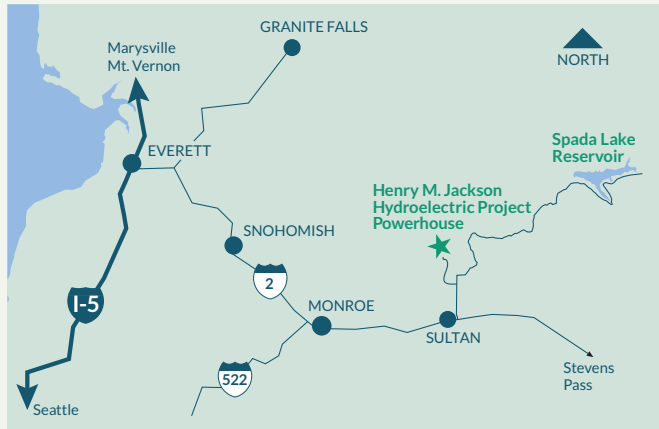 GRANITE FALLS
Marysville
Mt. Vernon
NORTH
EVERETT
Spada Lake
Reservoir
Henry M. Jackson
Hydroelectric Project
Powerhouse
SNOHOMISH
2
I-5
MONROE
SULTAN
522
Stevens
Pass
Seattle